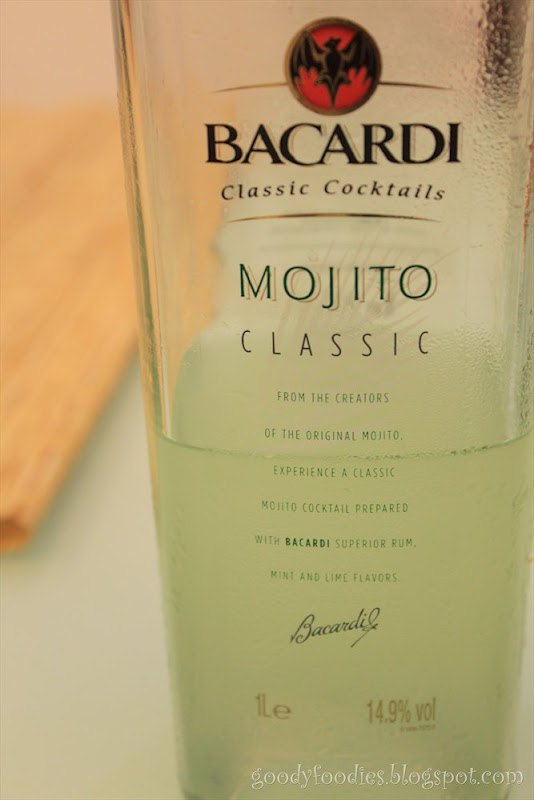 BACARDI
Classic Cocktails
MOJITO
CLASSIC
FROM THE CREATORS
OF THE ORIGINAL MOJITO,
EXPERIENCE A CLASSIC
MOJITO COCKTAIL PREPARED
WITH BACARDI SUPERIOR RUM,
MINT AND LIME FLAVORS
Bacardi
1L e 14.9% vol
goodyfoodies.blogspot.com